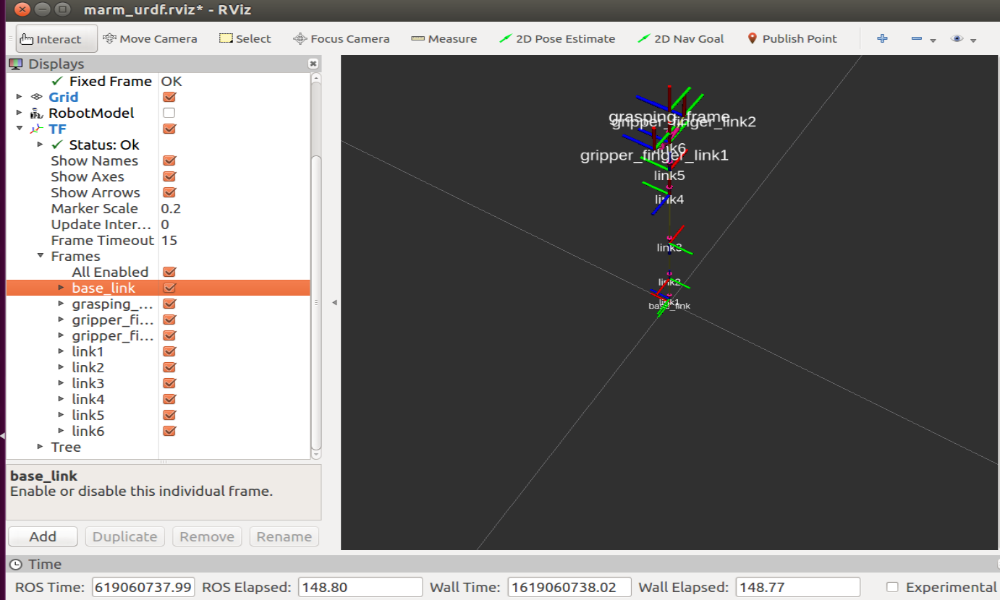 marm_urdf.rviz* - RViz
Interact Move Camera Select Focus Camera Measure 2D Pose Estimate 2D Nav Goal Publish Point
Displays
Fixed Frame OK
Grid
RobotModel
TF
Status: Ok
Show Names
Show Axes
Show Arrows
Marker Scale 0.2
Update Inter... 0
Frame Timeout 15
Frames
All Enabled
base_link
grasping_...
gripper_fi...
gripper_fi...
link1
link2
link3
link4
link5
link6
Tree
base_link
Enable or disable this individual frame.
Add Duplicate Remove Rename
grasping_frame
gripper_finger_link2
link6
gripper_finger_link1
link5
link4
link3
link2
link1
base_link
Time
ROS Time: 619060737.99 ROS Elapsed: 148.80 Wall Time: 1619060738.02 Wall Elapsed: 148.77 Experimental